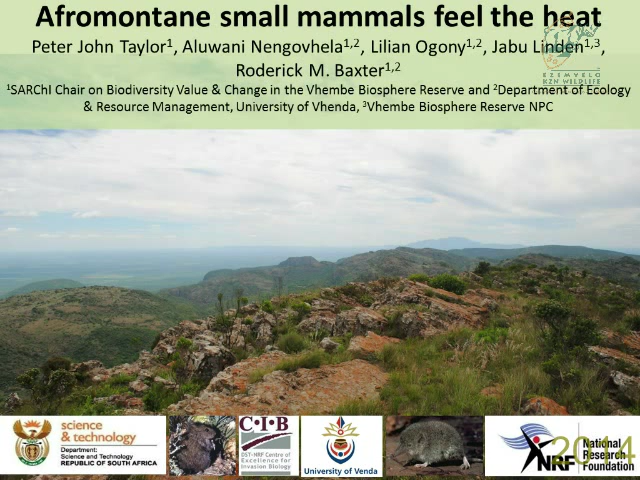 Afromontane small mammals feel the heat
Peter John Taylor¹, Aluwani Nengovhela¹,², Lilian Ogony¹,², Jabu Linden¹,³,
Roderick M. Baxter¹,²
EZEMVELO
KZN WILDLIFE
¹SARChI Chair on Biodiversity Value & Change in the Vhembe Biosphere Reserve and ²Department of Ecology
& Resource Management, University of Vhenda, ³Vhembe Biosphere Reserve NPC
science
& technology
Department:
Science and Technology
REPUBLIC OF SOUTH AFRICA
C·I·B
DST-NRF Centre of
Excellence for
Invasion Biology
University of Venda
NRF
National
Research
Foundation
2014